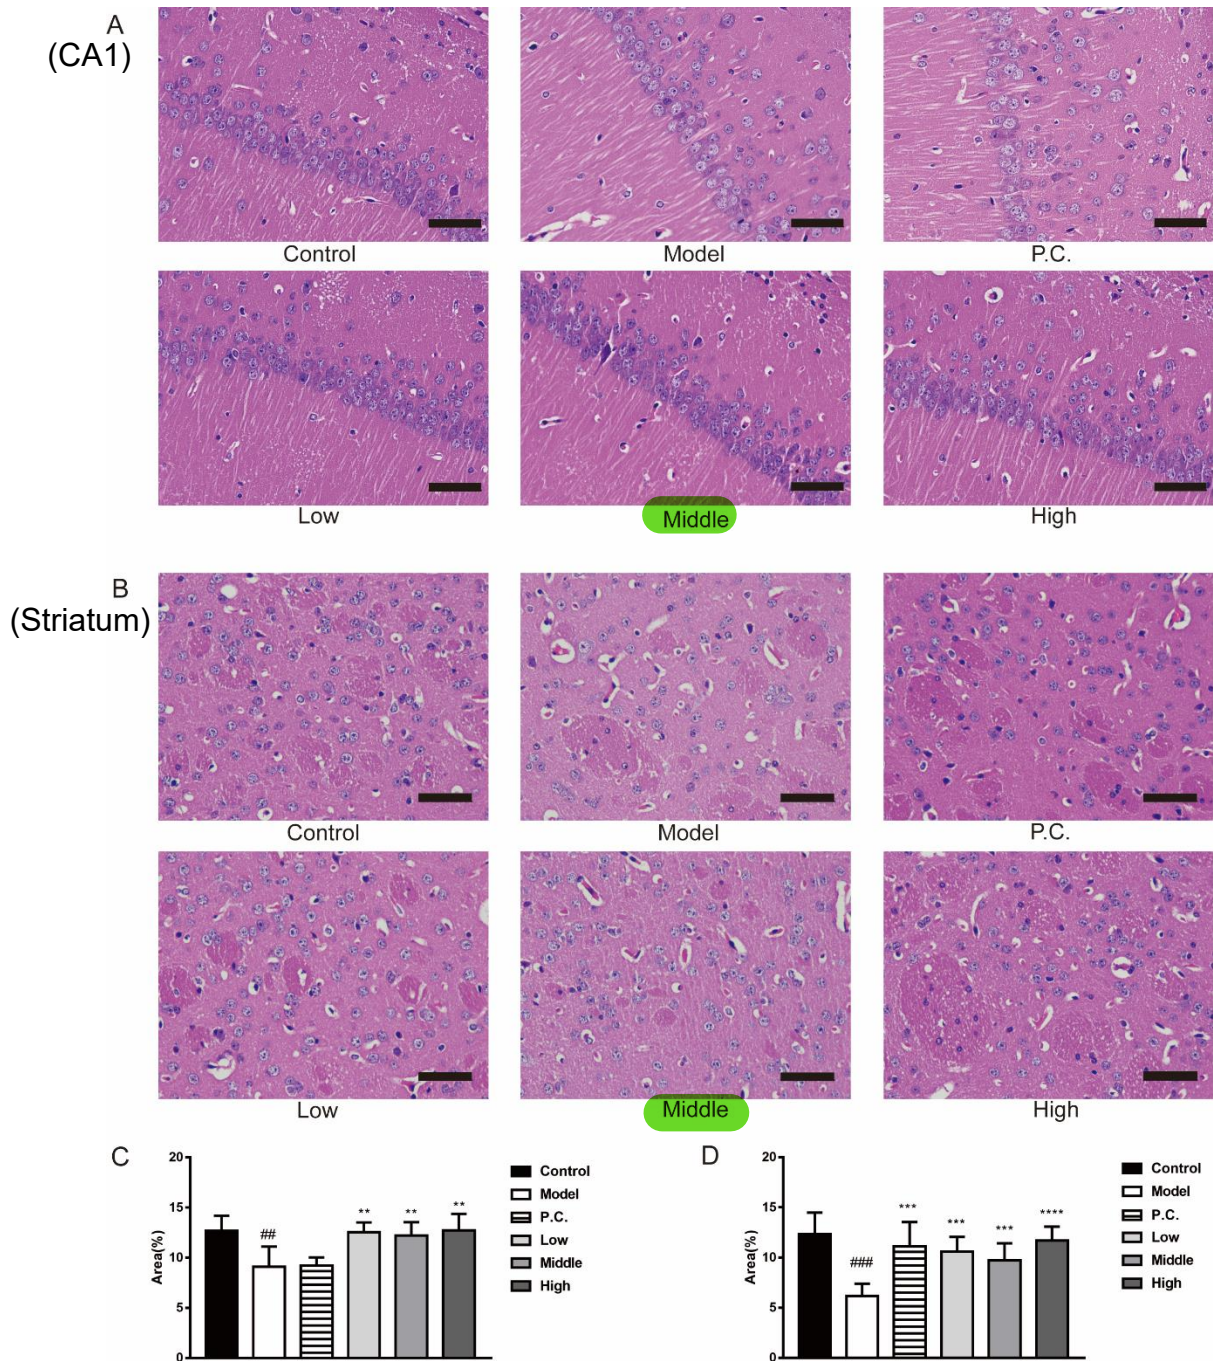 A
(CA1)
Control
Model
P.C.
Low
Middle
High
B
(Striatum)
Control
Model
P.C.
Low
Middle
High
C
20
15
10
5
0
Area(%)
##
**
**
**
Control
Model
P.C.
Low
Middle
High
D
20
15
10
5
0
Area(%)
###
***
***
***
****
Control
Model
P.C.
Low
Middle
High